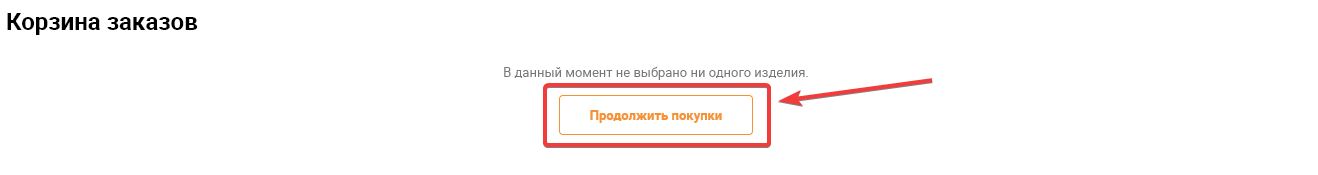 Корзина заказов
В данный момент не выбрано ни одного изделия.
Продолжить покупки